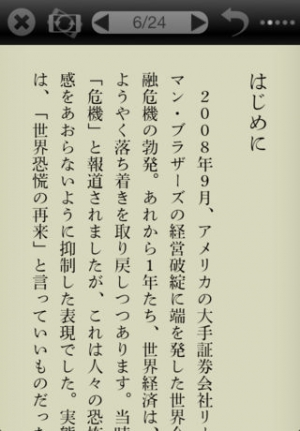 6/24
はじめに
2008年9月、アメリカの大手証券会社リー
マン・ブラザーズの経営破綻に端を発した世界金
融危機の勃発。あれから1年たち、世界経済は、
ようやく落ち着きを取り戻しつつあります。当時
「危機」と報道されましたが、これは人々の恐怖
感をあおらないように抑制した表現でした。実態
は、「世界恐慌の再来」と言っていいものだった